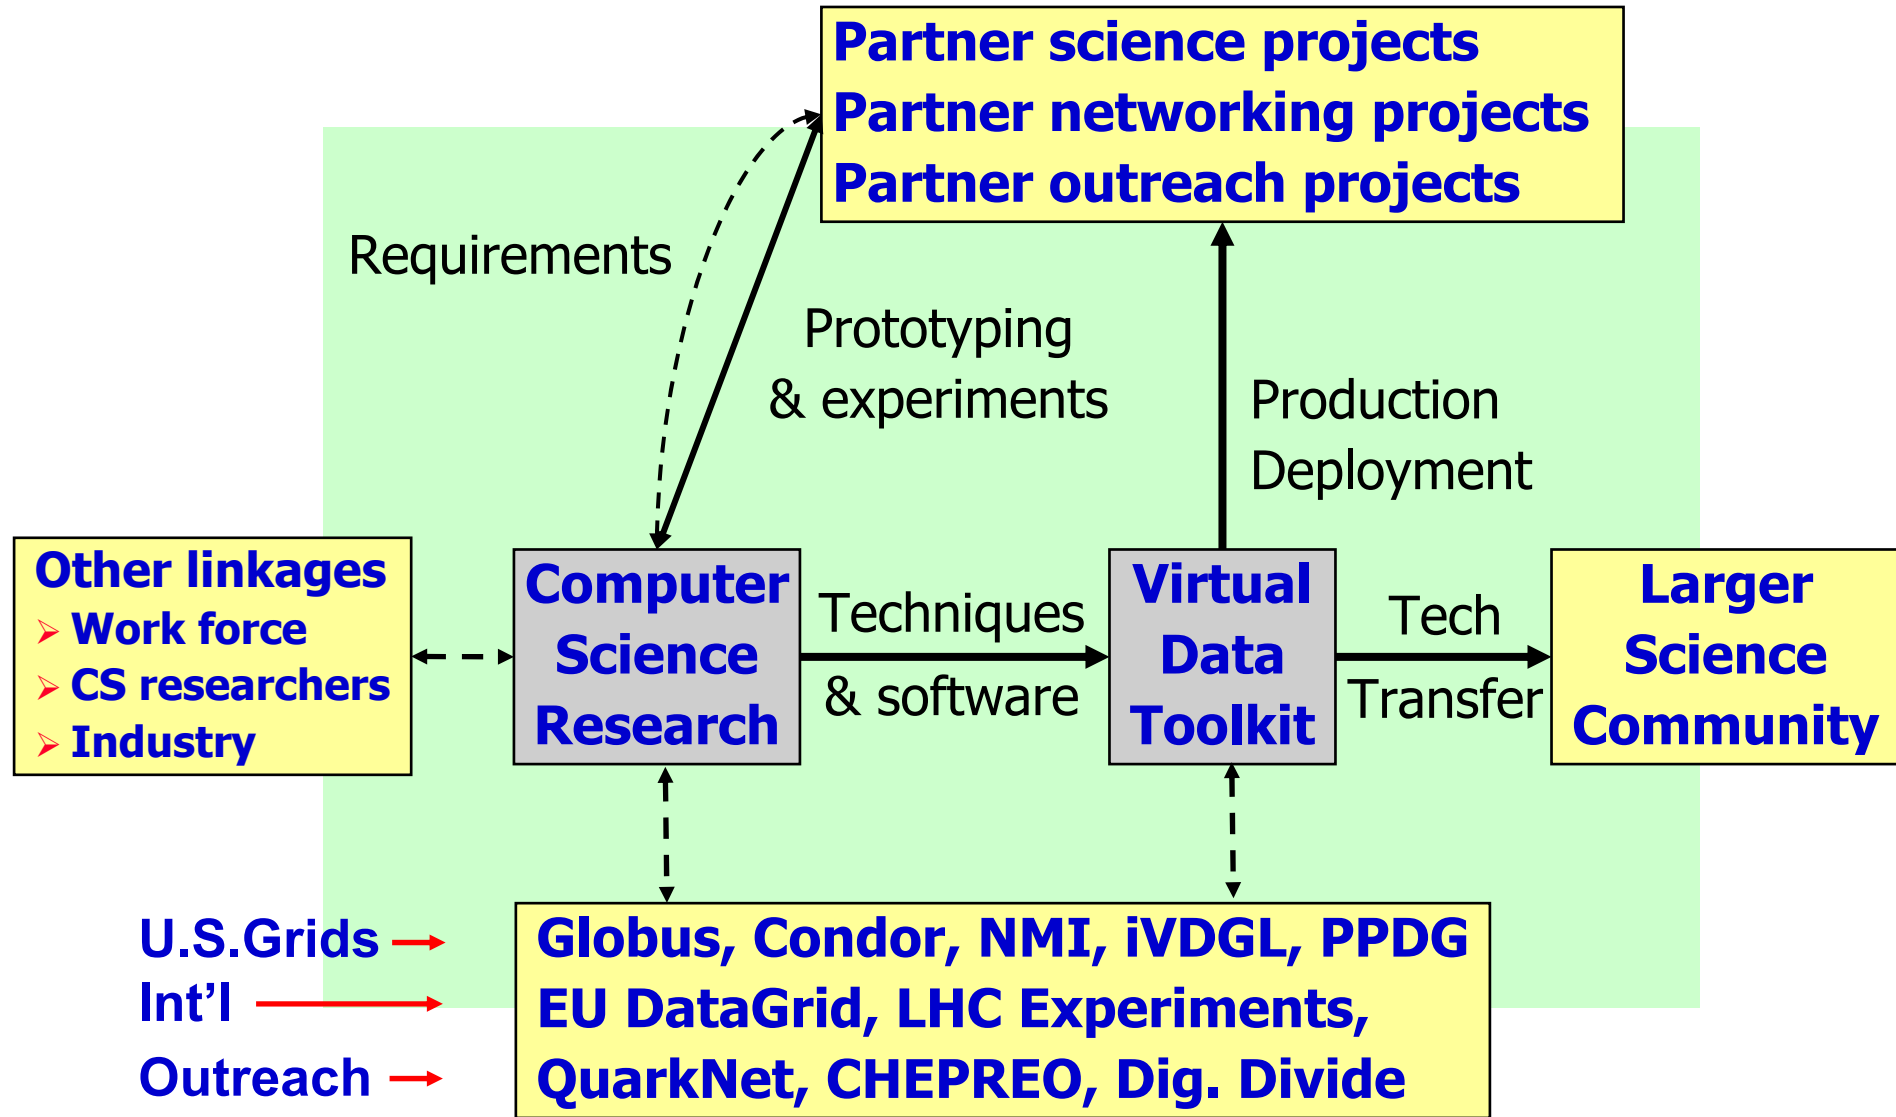 Partner science projects
Partner networking projects
Partner outreach projects
Requirements
Prototyping
& experiments
Production
Deployment
Other linkages
➢ Work force
➢ CS researchers
➢ Industry
Computer
Science
Research
Techniques
& software
Virtual
Data
Toolkit
Tech
Transfer
Larger
Science
Community
U.S.Grids
Globus, Condor, NMI, iVDGL, PPDG
Int’l
EU DataGrid, LHC Experiments,
Outreach
QuarkNet, CHEPREO, Dig. Divide